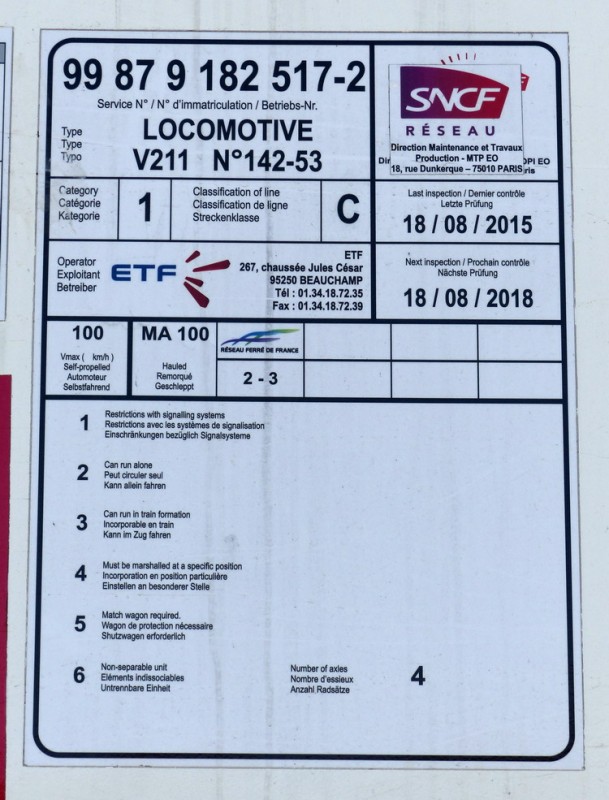 99 87 9 182 517-2
Service N° / N° d'immatriculation / Betriebs-Nr.
Type
Type
Typo
LOCOMOTIVE
V211 N°142-53
SNCF
RÉSEAU
Direction Maintenance et Travaux
Production - MTP EO
18, rue Dunkerque – 75010 PARIS
Category
Catégorie
Kategorie
1
Classification of line
Classification de ligne
Streckenklasse
C
Last inspection / Dernier contrôle
Letzte Prüfung
18 / 08 / 2015
Operator
Exploitant
Betreiber
ETF
ETF
267, chaussée Jules César
95250 BEAUCHAMP
Tél : 01.34.18.72.35
Fax : 01.34.18.72.39
Next inspection / Prochain contrôle
Nächste Prüfung
18 / 08 / 2018
100
Vmax ( km/h )
Self-propelled
Automoteur
Selbstfahrend
MA 100
Hauled
Remorqué
Geschleppt
RÉSEAU FERRÉ DE FRANCE
2 - 3
1
Restrictions with signalling systems
Restrictions avec les systèmes de signalisation
Einschränkungen bezüglich Signalsysteme
2
Can run alone
Peut circuler seul
Kann allein fahren
3
Can run in train formation
Incorporable en train
Kann im Zug fahren
4
Must be marshalled at a specific position
Incorporation en position particulière
Einstellen an besonderer Stelle
5
Match wagon required.
Wagon de protection nécessaire
Shutzwagen erforderlich
6
Non-separable unit
Eléments indissociables
Untrennbare Einheit
Number of axles
Nombre d'essieux
Anzahl Radsätze
4